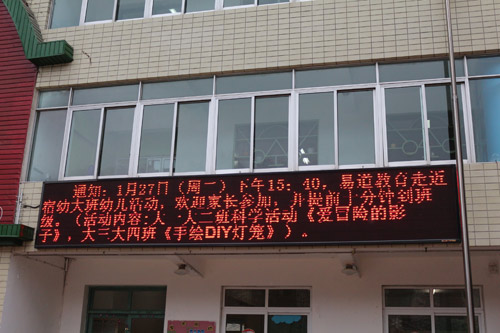 通知：1月27日（周一）下午15：40，易道教育走近
宿幼大班幼儿活动，欢迎家长参加，并提前十分钟到班
级。（活动内容:大一大二班科学活动《爱冒险的影
子》，大三大四班《手绘DIY灯笼》）。